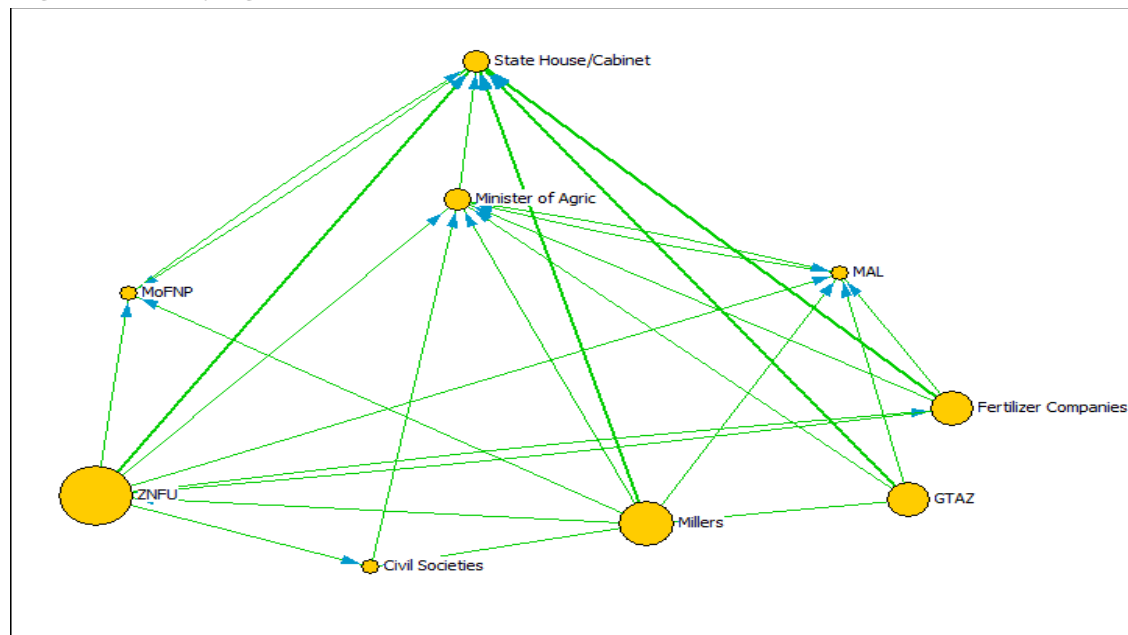 State House/Cabinet
Minister of Agric
MAL
MoFNP
Fertilizer Companies
ZNFU
GTAZ
Millers
Civil Societies